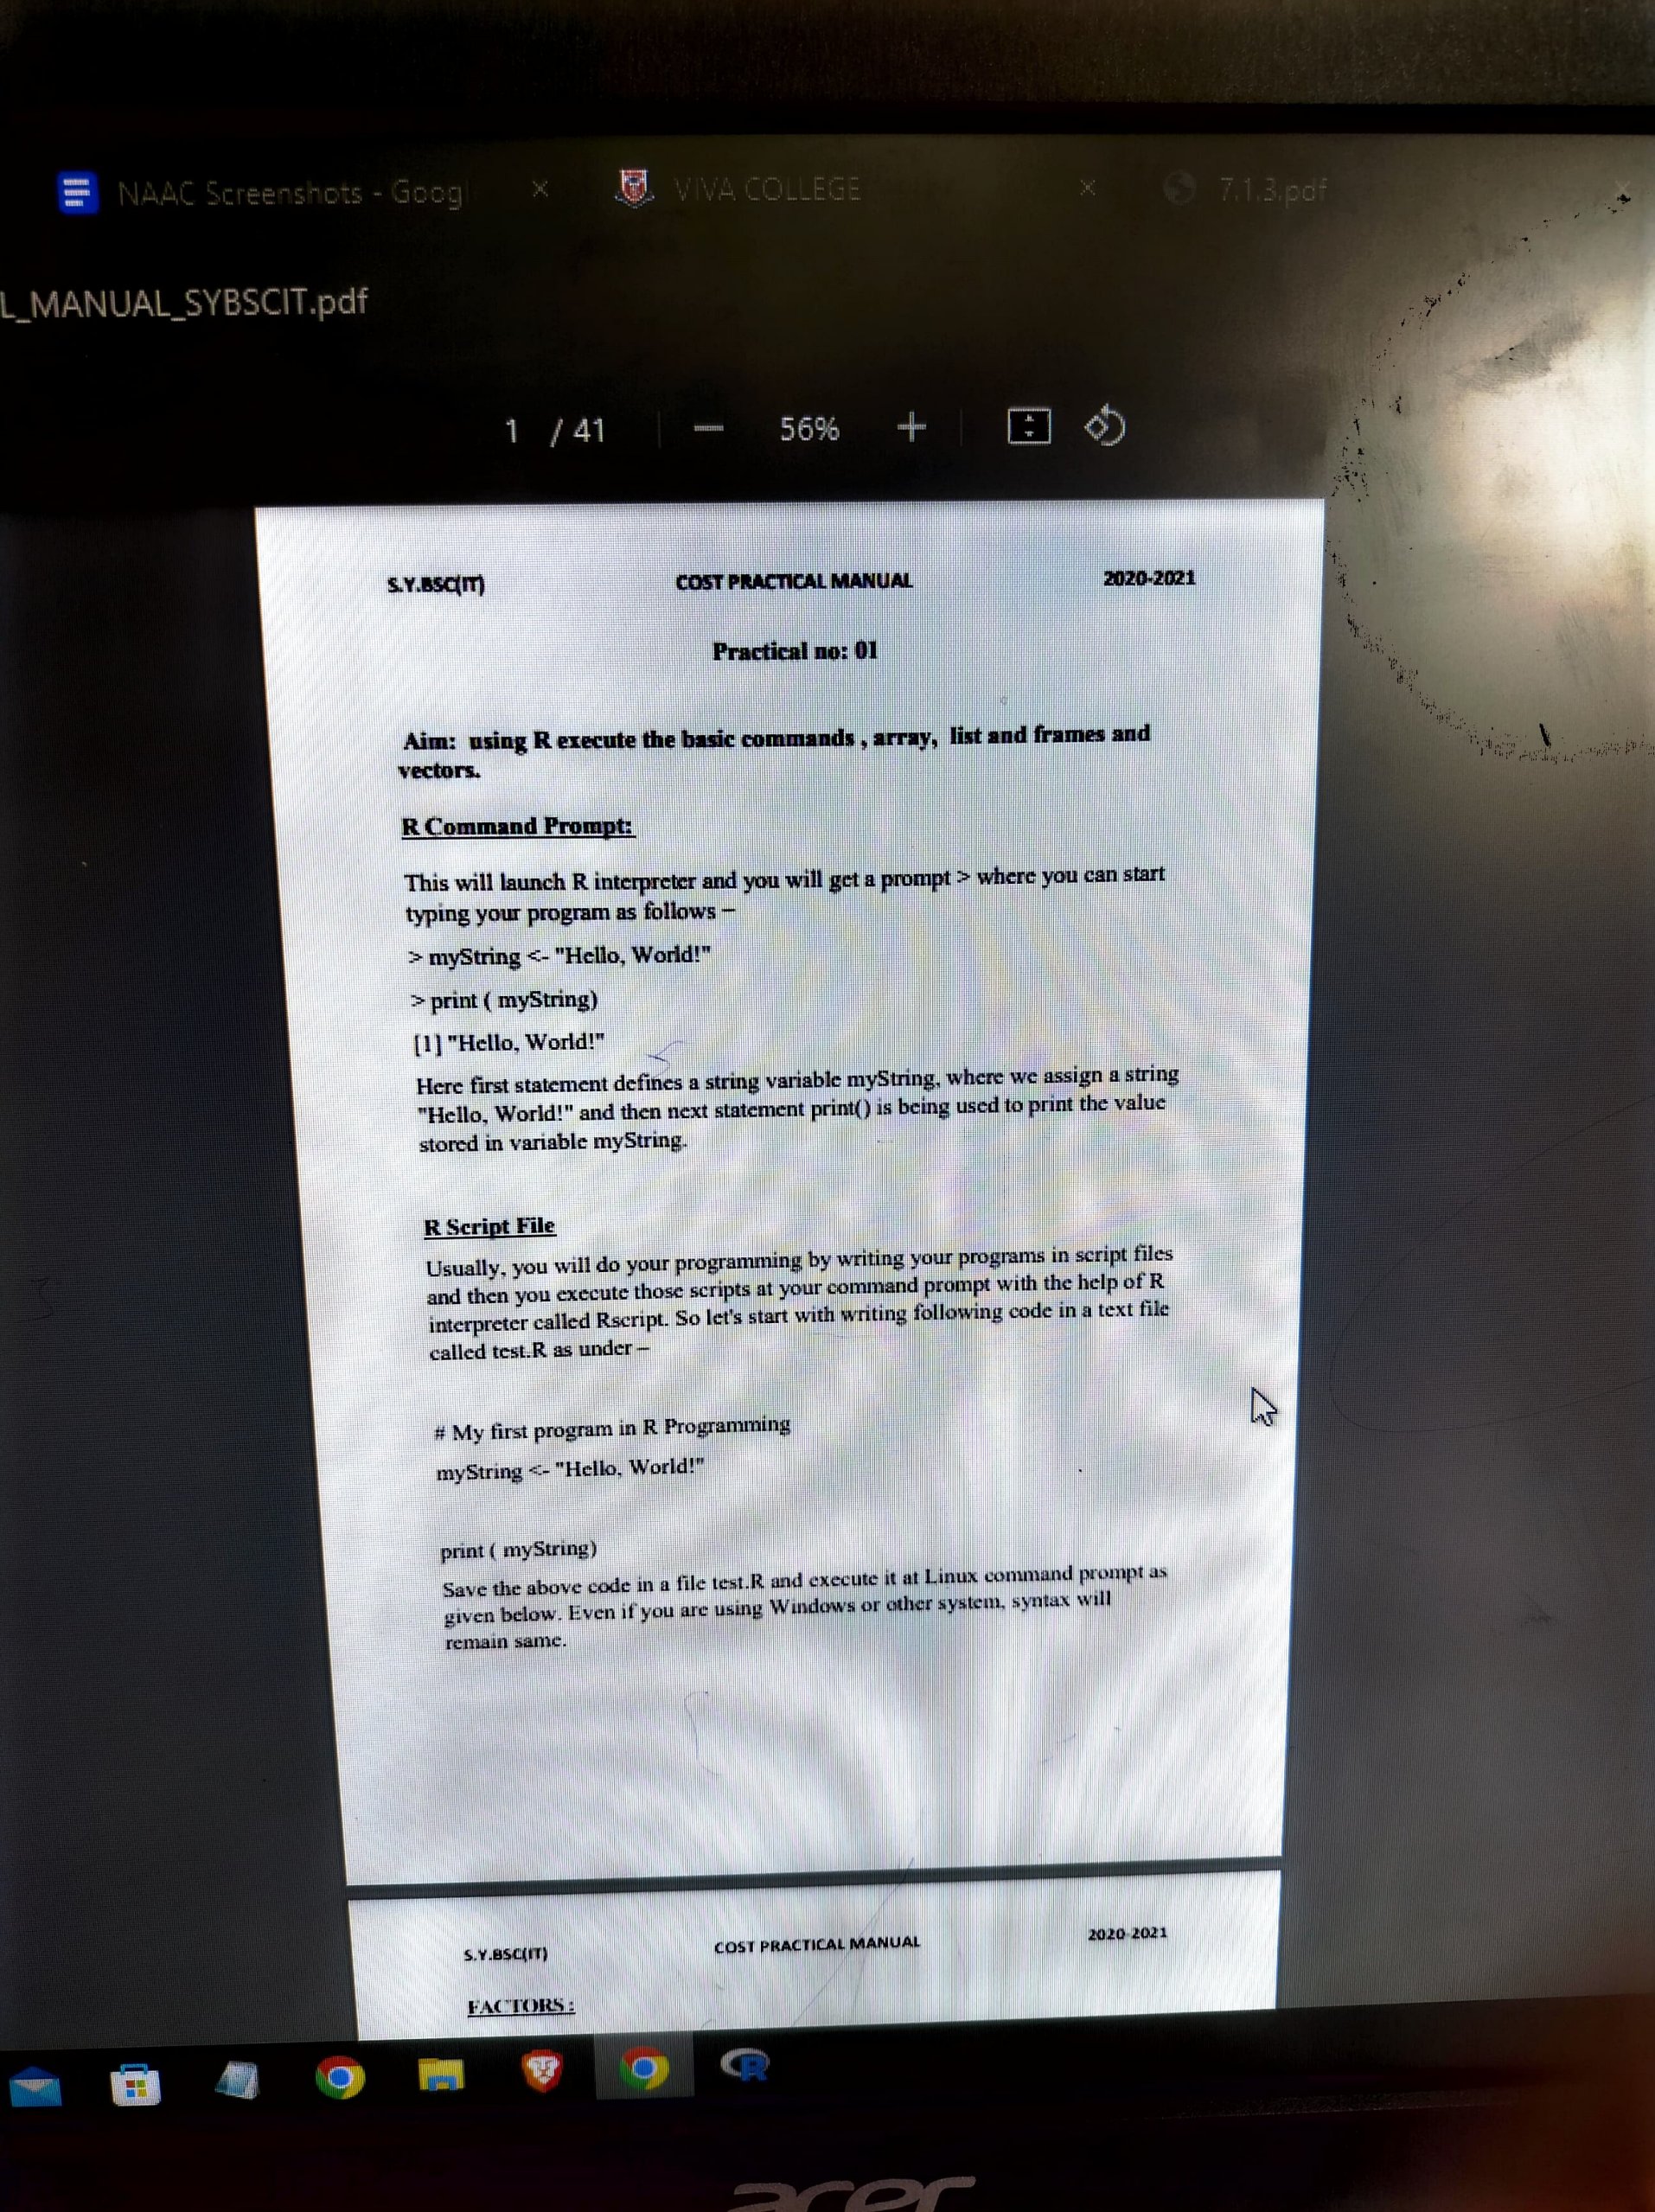 NAAC Screenshots - Googl
VIVA COLLEGE
7.1.3.pdf
L_MANUAL_SYBSCIT.pdf
1 / 41
56%
S.Y.BSC(IT) COST PRACTICAL MANUAL 2020-2021
Practical no: 01
Aim: using R execute the basic commands , array, list and frames and
vectors.
R Command Prompt:
This will launch R interpreter and you will get a prompt > where you can start
typing your program as follows –
> myString <- "Hello, World!"
> print ( myString)
[1] "Hello, World!"
Here first statement defines a string variable myString, where we assign a string
"Hello, World!" and then next statement print() is being used to print the value
stored in variable myString.
R Script File
Usually, you will do your programming by writing your programs in script files
and then you execute those scripts at your command prompt with the help of R
interpreter called Rscript. So let's start with writing following code in a text file
called test.R as under –
# My first program in R Programming
myString <- "Hello, World!"
print ( myString)
Save the above code in a file test.R and execute it at Linux command prompt as
given below. Even if you are using Windows or other system, syntax will
remain same.
S.Y.BSC(IT) COST PRACTICAL MANUAL 2020-2021
FACTORS:
R
acer